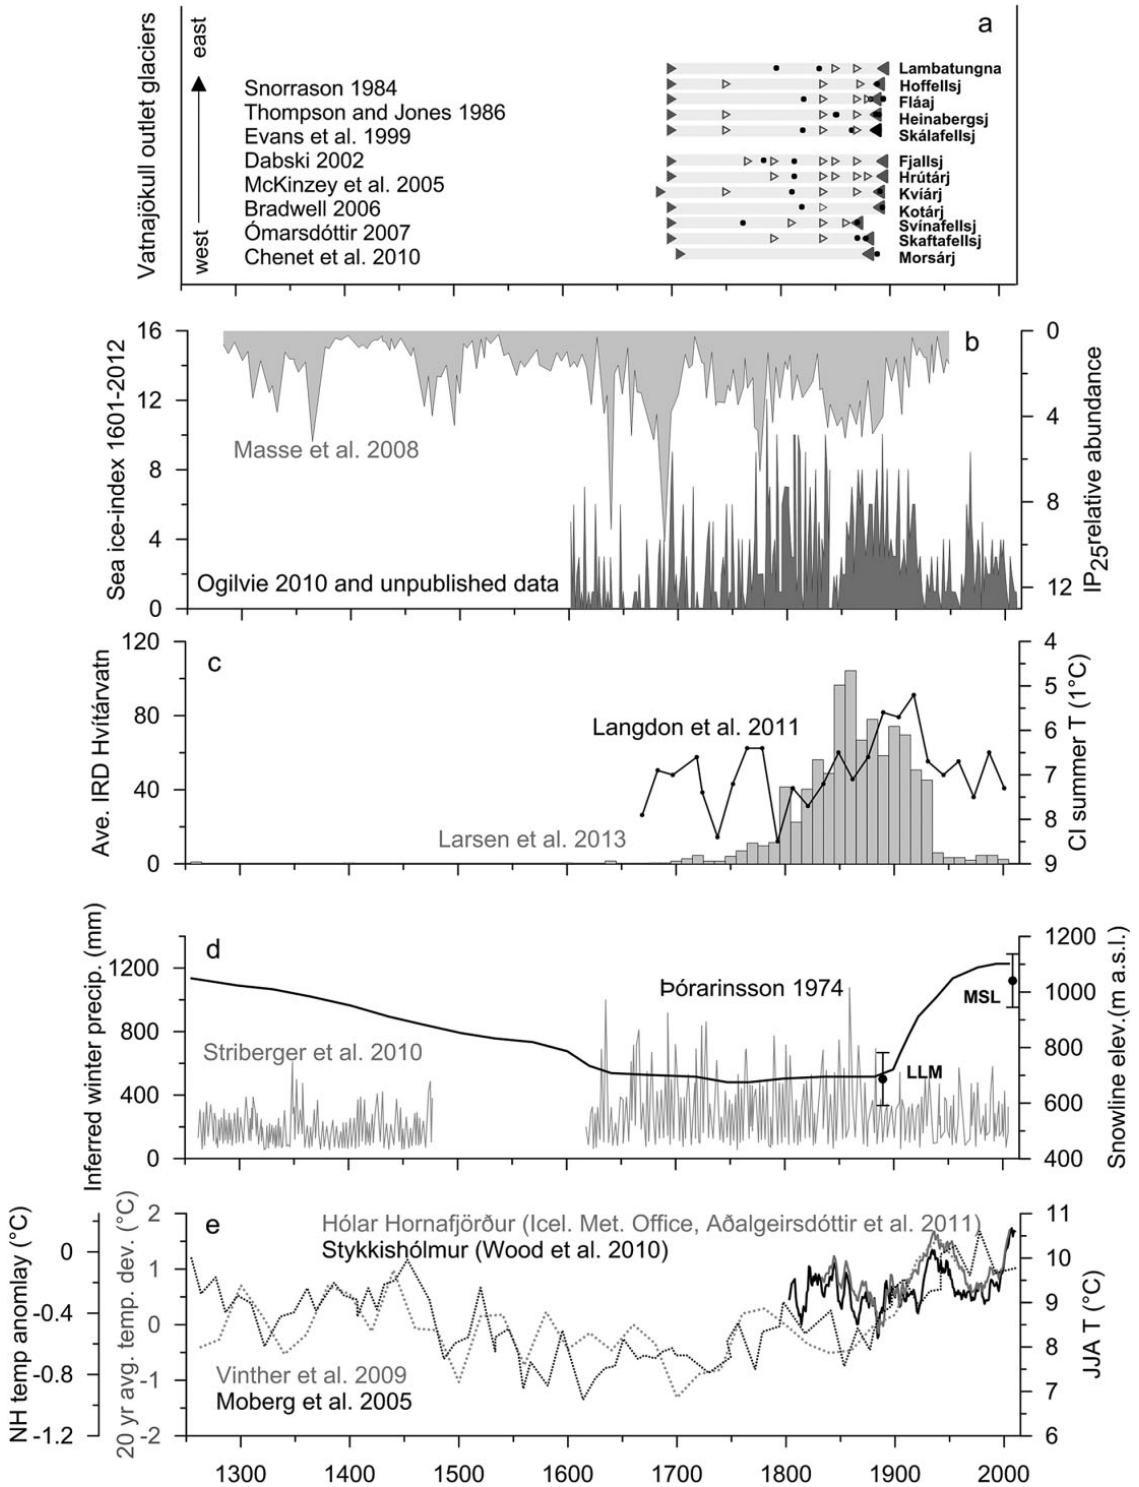 a
Vatnajökull outlet glaciers
west
east
Snorrason 1984
Thompson and Jones 1986
Evans et al. 1999
Dabski 2002
McKinzey et al. 2005
Bradwell 2006
Ómarsdóttir 2007
Chenet et al. 2010
Lambatungna
Hoffellsj
Fláaj
Heinabergsj
Skálafellsj
Fjallsj
Hrútárj
Kvíárj
Kotárj
Svínafellsj
Skaftafellsj
Morsárj
b
Sea ice-index 1601-2012
16
12
8
4
0
Masse et al. 2008
Ogilvie 2010 and unpublished data
0
4
8
12
IP25relative abundance
c
Ave. IRD Hvítárvatn
120
80
40
0
Langdon et al. 2011
Larsen et al. 2013
4
5
6
7
8
9
CI summer T (1°C)
d
Inferred winter precip. (mm)
1200
800
400
0
Þórarinsson 1974
Striberger et al. 2010
MSL
LLM
1200
1000
800
600
400
Snowline elev.(m a.s.l.)
e
NH temp anomlay (°C)
0
-0.4
-0.8
-1.2
20 yr avg. temp. dev. (°C)
2
1
0
-1
-2
Hólar Hornafjörður (Icel. Met. Office, Aðalgeirsdóttir et al. 2011)
Stykkishólmur (Wood et al. 2010)
Vinther et al. 2009
Moberg et al. 2005
11
10
9
8
7
6
JJA T (°C)
1300 1400 1500 1600 1700 1800 1900 2000